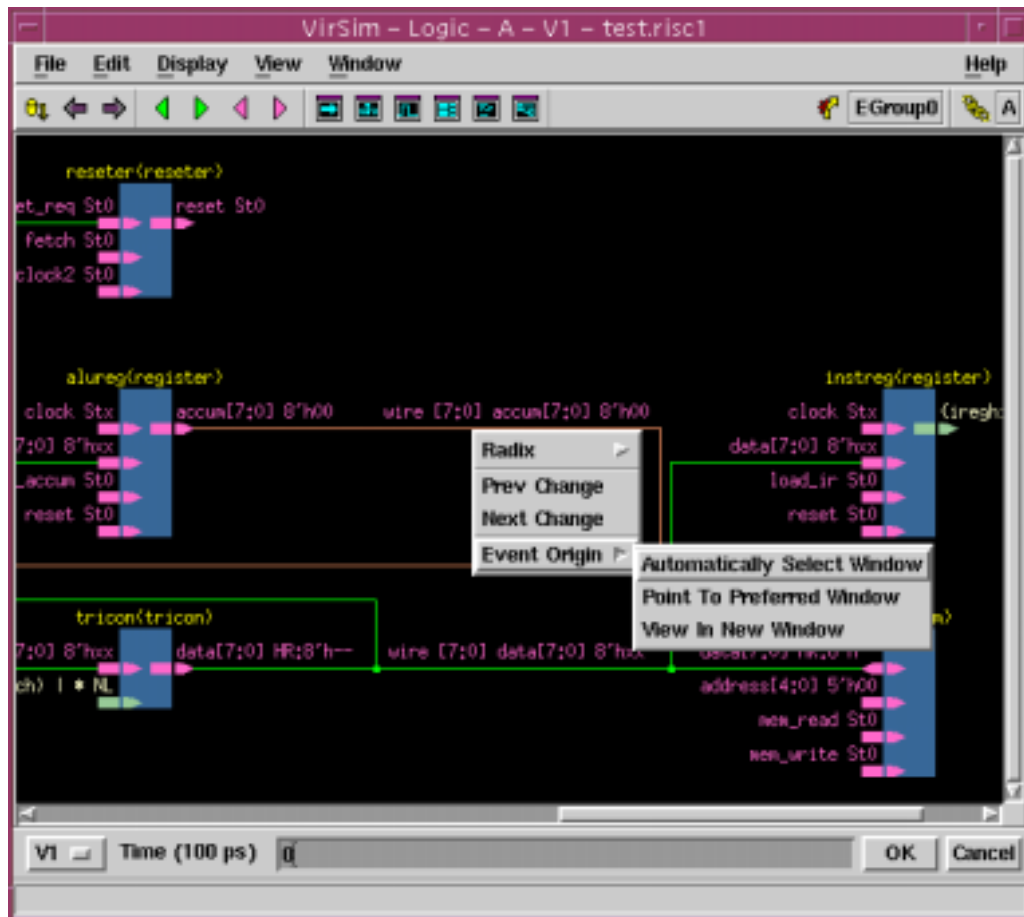 VirSim – Logic – A – V1 – test.risc1
File Edit Display View Window Help
EGroup0 A
reseter(reseter)
et_req St0 reset St0
fetch St0
clock2 St0
alureg(register) instreg(register)
clock Stx accum[7:0] 8'h00 wire [7:0] accum[7:0] 8'h00 clock Stx (iregh:
7:0] 8'hxx data[7:0] 8'hxx
_accum St0 load_ir St0
reset St0 reset St0
Radix
Prev Change
Next Change
Event Origin
Automatically Select Window
Point To Preferred Window
View In New Window
tricon(tricon)
7:0] 8'hxx data[7:0] HR:8'h-- wire [7:0] data[7:0] 8'hxx
ch) | * NL address[4:0] 5'h00
mem_read St0
mem_write St0
V1 Time (100 ps) 0 OK Cancel